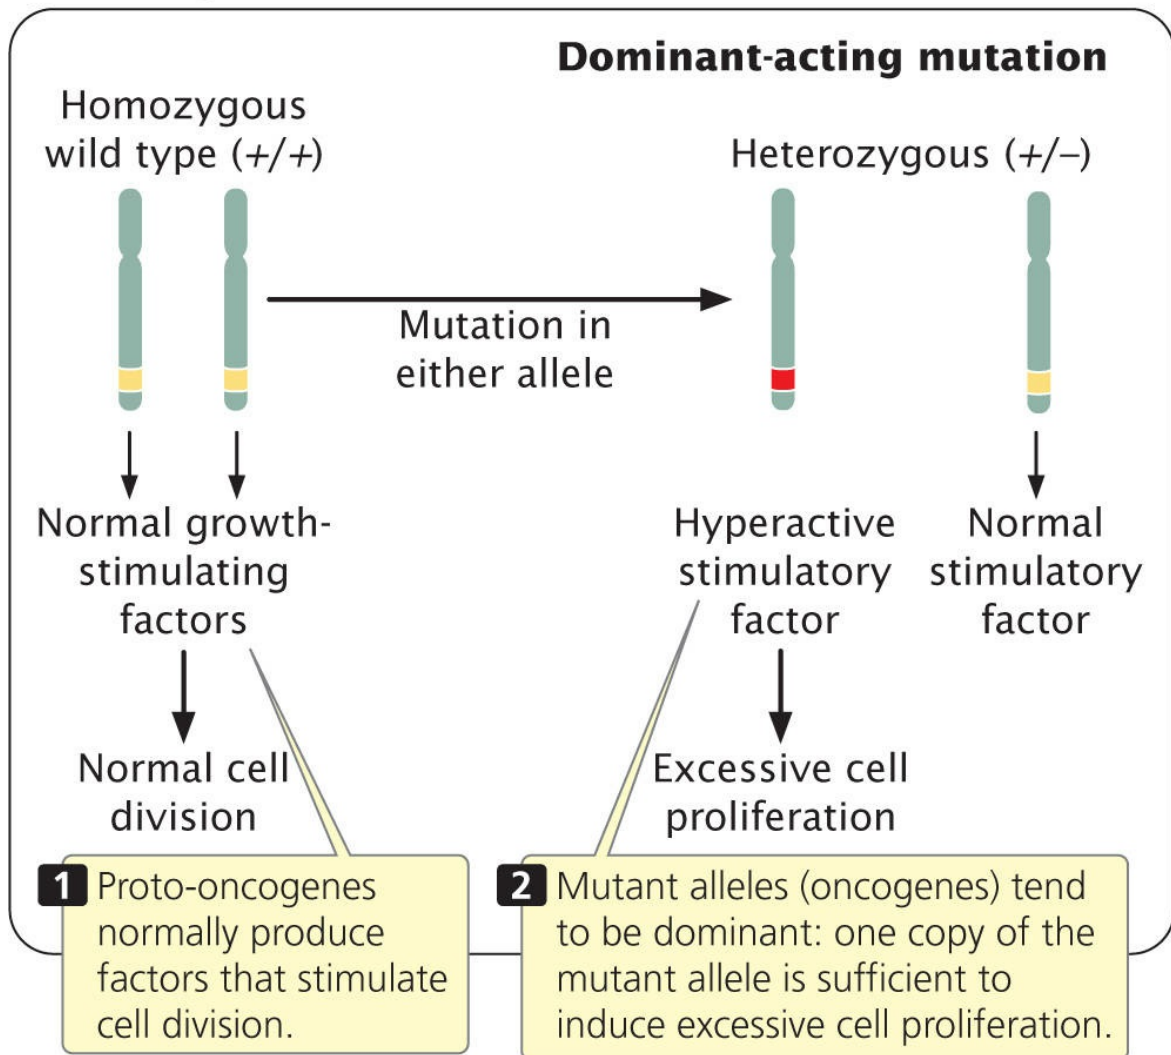 Dominant-acting mutation
Homozygous
wild type (+/+)
Heterozygous (+/–)
Mutation in
either allele
Normal growth-
stimulating
factors
Hyperactive
stimulatory
factor
Normal
stimulatory
factor
Normal cell
division
Excessive cell
proliferation
1 Proto-oncogenes
normally produce
factors that stimulate
cell division.
2 Mutant alleles (oncogenes) tend
to be dominant: one copy of the
mutant allele is sufficient to
induce excessive cell proliferation.